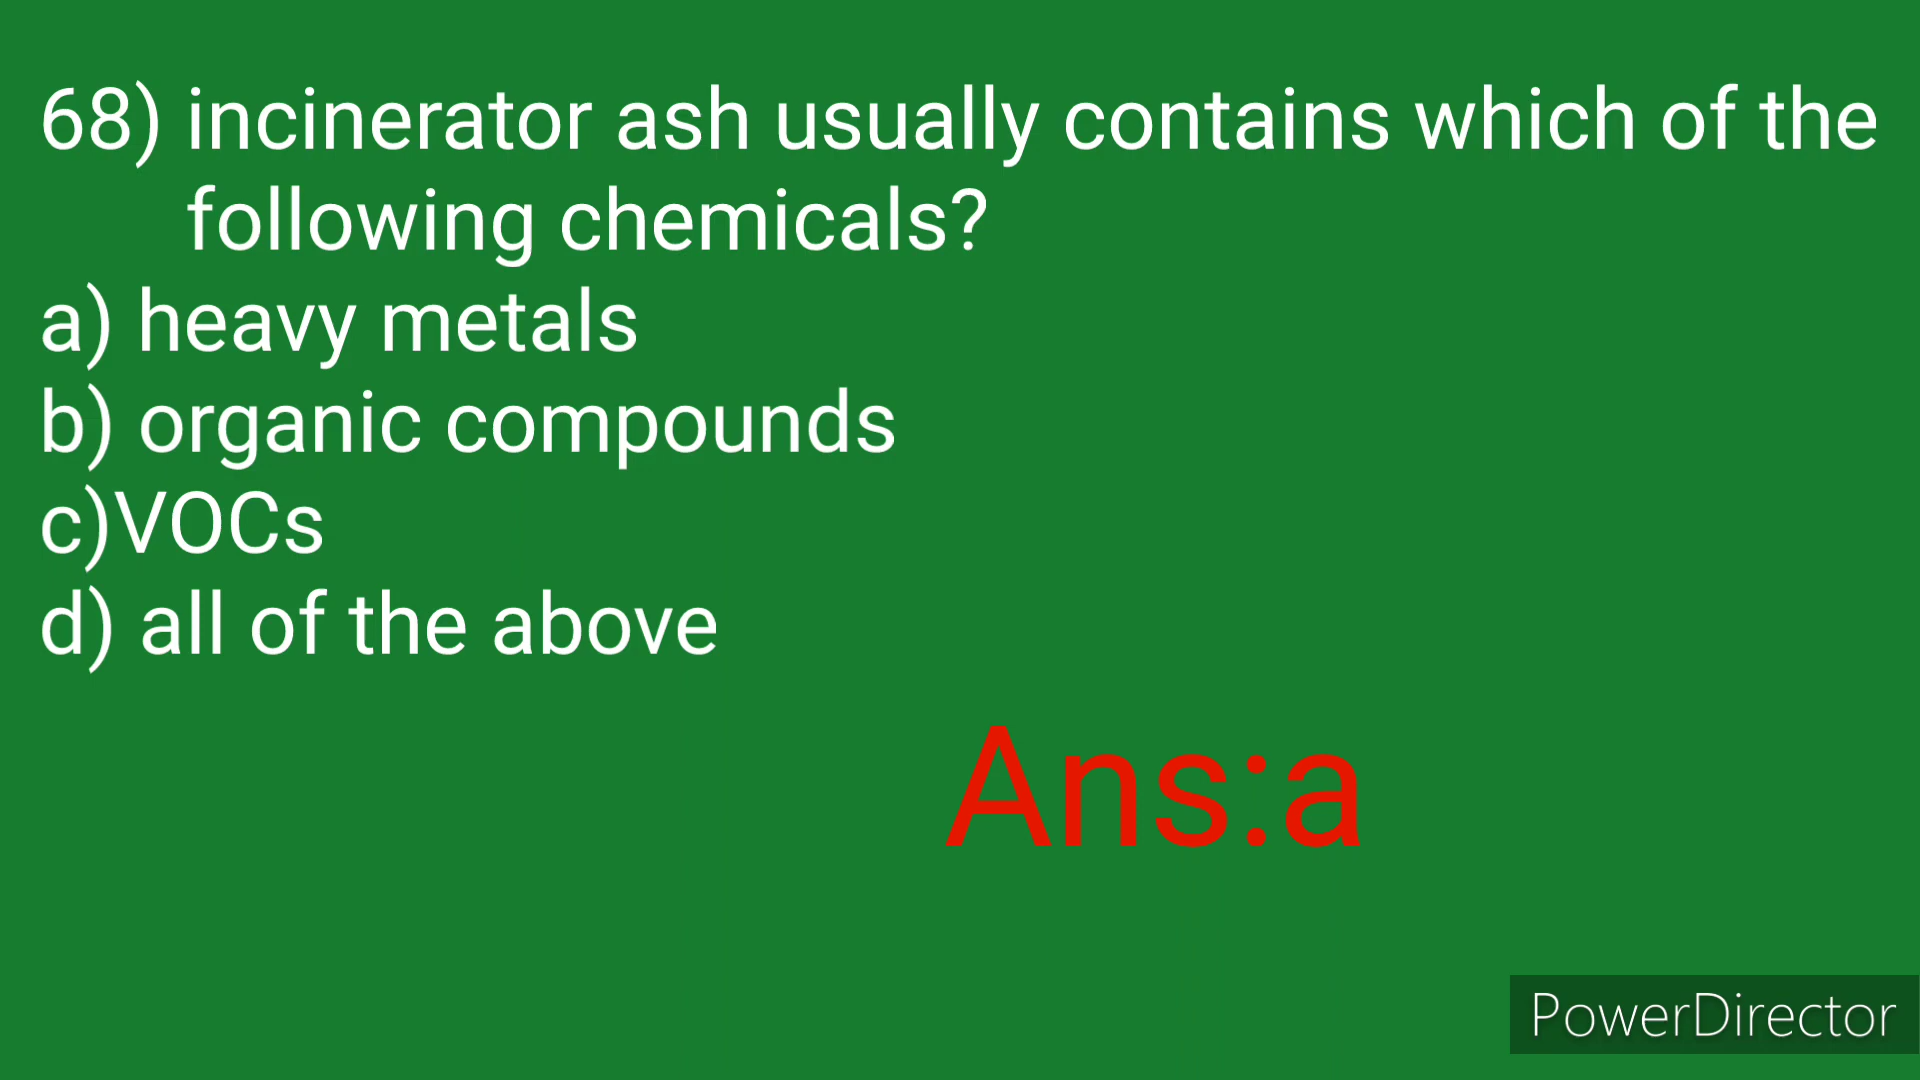 68) incinerator ash usually contains which of the
following chemicals?
a) heavy metals
b) organic compounds
c)VOCs
d) all of the above
Ans:a
PowerDirector